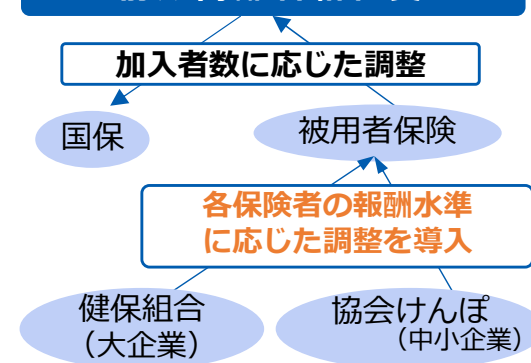 加入者数に応じた調整
国保
被用者保険
各保険者の報酬水準
に応じた調整を導入
健保組合
（大企業）
協会けんぽ
（中小企業）